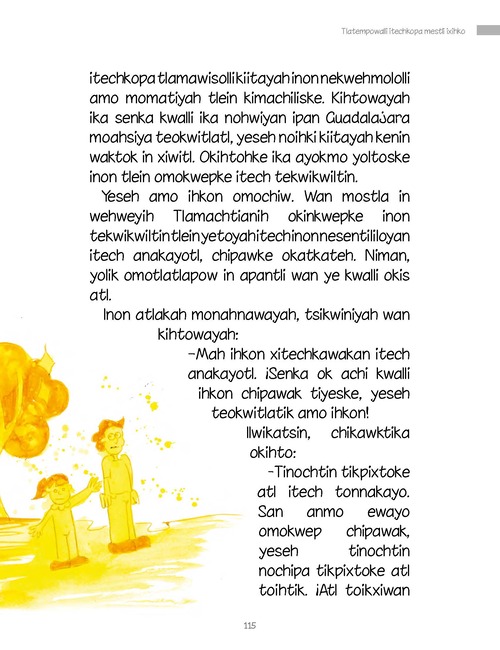 Tlatempowalli itechkopa mestli ixihko
itechkopa tlamawisolli kiitayah inon nekwehmololli
amo momatiyah tlein kimachiliske. Kihtowayah
ika senka kwalli ika nohwiyan ipan Guadalajara
moahsiya teokwitlatl, yeseh noihki kiitayah kenin
waktok in xiwitl. Okihtohke ika ayokmo yoltoske
inon tlein omokwepke itech tekwikwiltin.
Yeseh amo ihkon omochiw. Wan mostla in
wehweyih Tlamachtianih okinkwepke inon
tekwikwiltin tlein yetoyah itech inon nesentililoyan
itech anakayotl, chipawke okatkateh. Niman,
yolik omotlatlapow in apantli wan ye kwalli okis
atl.
Inon atlakah monahnawayah, tsikwiniyah wan
kihtowayah:
–Mah ihkon xitechkawakan itech
anakayotl. ¡Senka ok achi kwalli
ihkon chipawak tiyeske, yeseh
teokwitlatik amo ihkon!
Ilwikatsin, chikawktika
okihto:
–Tinochtin tikpixtoke
atl itech tonnakayo.
San anmo ewayo
omokwep chipawak,
yeseh tinochtin
nochipa tikpixtoke atl
toihtik. ¡Atl toikxiwan
115